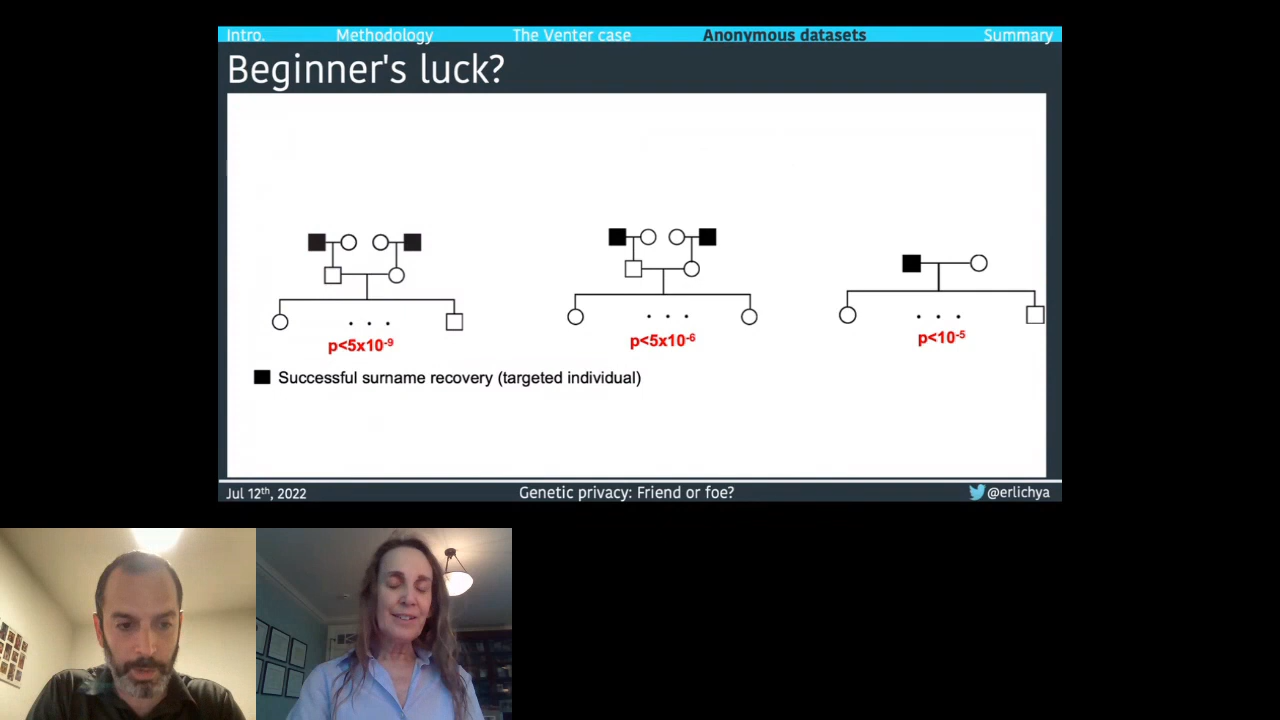 Intro. Methodology The Venter case Anonymous datasets Summary
Beginner's luck?
p<5x10-9 p<5x10-6 p<10-5
Successful surname recovery (targeted individual)
Jul 12th, 2022 Genetic privacy: Friend or foe? @erlichya